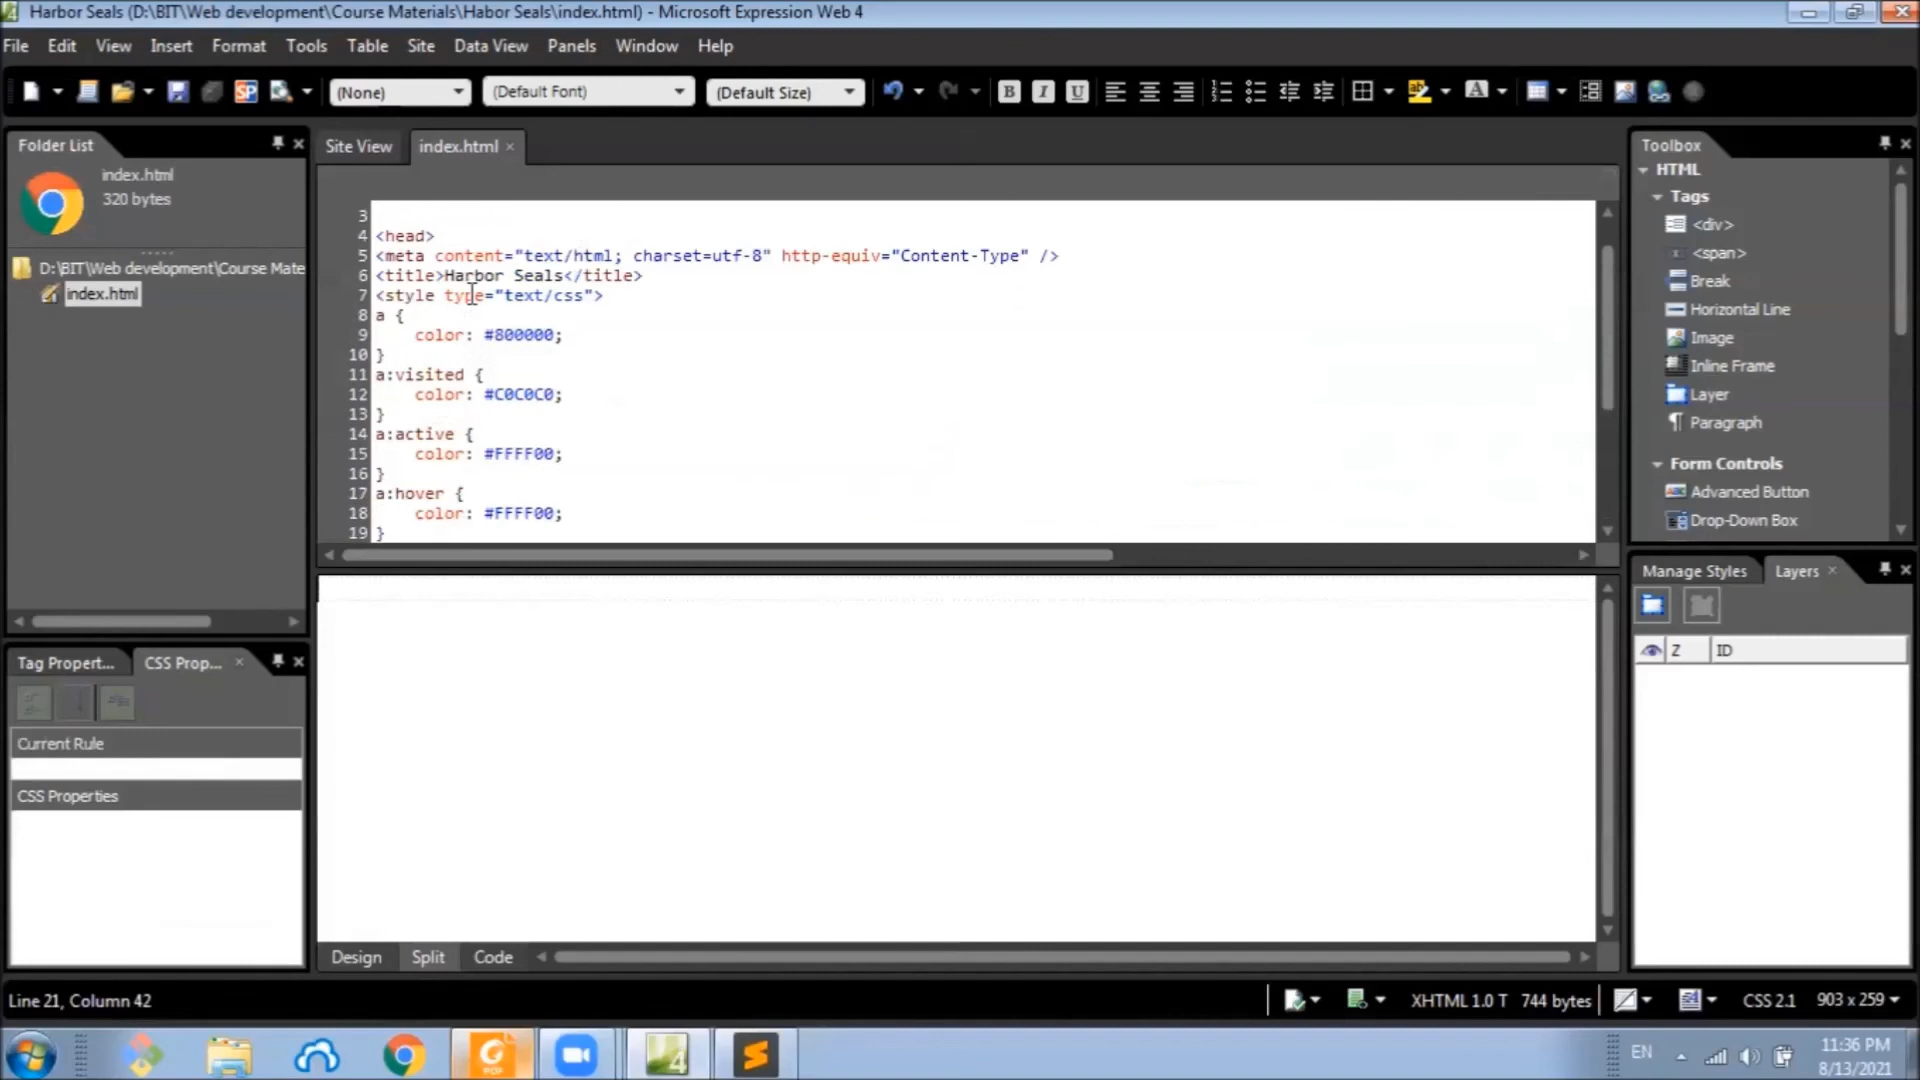 Harbor Seals (D:\BIT\Web development\Course Materials\Habor Seals\index.html) - Microsoft Expression Web 4
File Edit View Insert Format Tools Table Site Data View Panels Window Help
(None) (Default Font) (Default Size) B I U A
Folder List
index.html
320 bytes
D:\BIT\Web development\Course Mate
index.html
Site View index.html
3
4 <head>
5 <meta content="text/html; charset=utf-8" http-equiv="Content-Type" />
6 <title>Harbor Seals</title>
7 <style type="text/css">
8 a {
9 color: #800000;
10 }
11 a:visited {
12 color: #C0C0C0;
13 }
14 a:active {
15 color: #FFFF00;
16 }
17 a:hover {
18 color: #FFFF00;
19 }
Design Split Code
Toolbox
HTML
Tags
<div>
<span>
Break
Horizontal Line
Image
Inline Frame
Layer
Paragraph
Form Controls
Advanced Button
Drop-Down Box
Tag Propert... CSS Prop...
Current Rule
CSS Properties
Manage Styles Layers
Z ID
Line 21, Column 42
XHTML 1.0 T 744 bytes CSS 2.1 903 x 259
EN
11:36 PM
8/13/2021